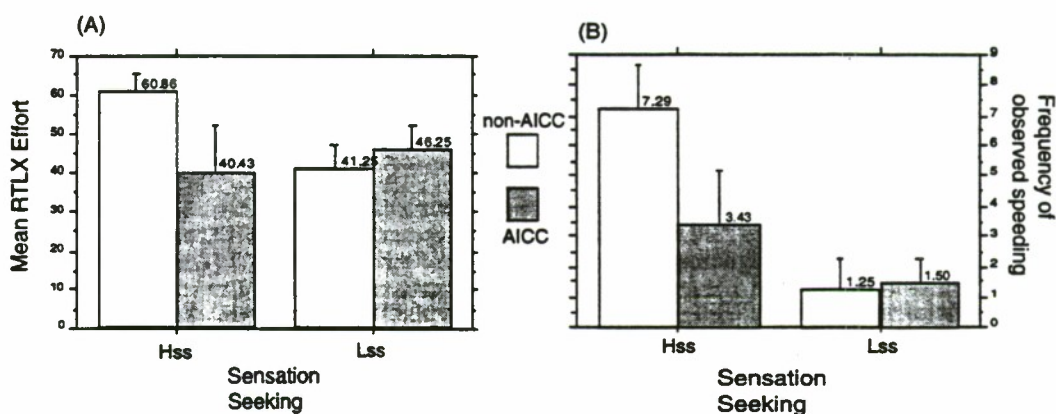 (A)
70
60
50
40
30
20
10
0
Mean RTLX Effort
60.86
40.43
41.25
46.25
Hss
Lss
Sensation
Seeking
non-AICC
AICC
(B)
9
8
7
6
5
4
3
2
1
0
Frequency of
observed speeding
7.29
3.43
1.25
1.50
Hss
Lss
Sensation
Seeking